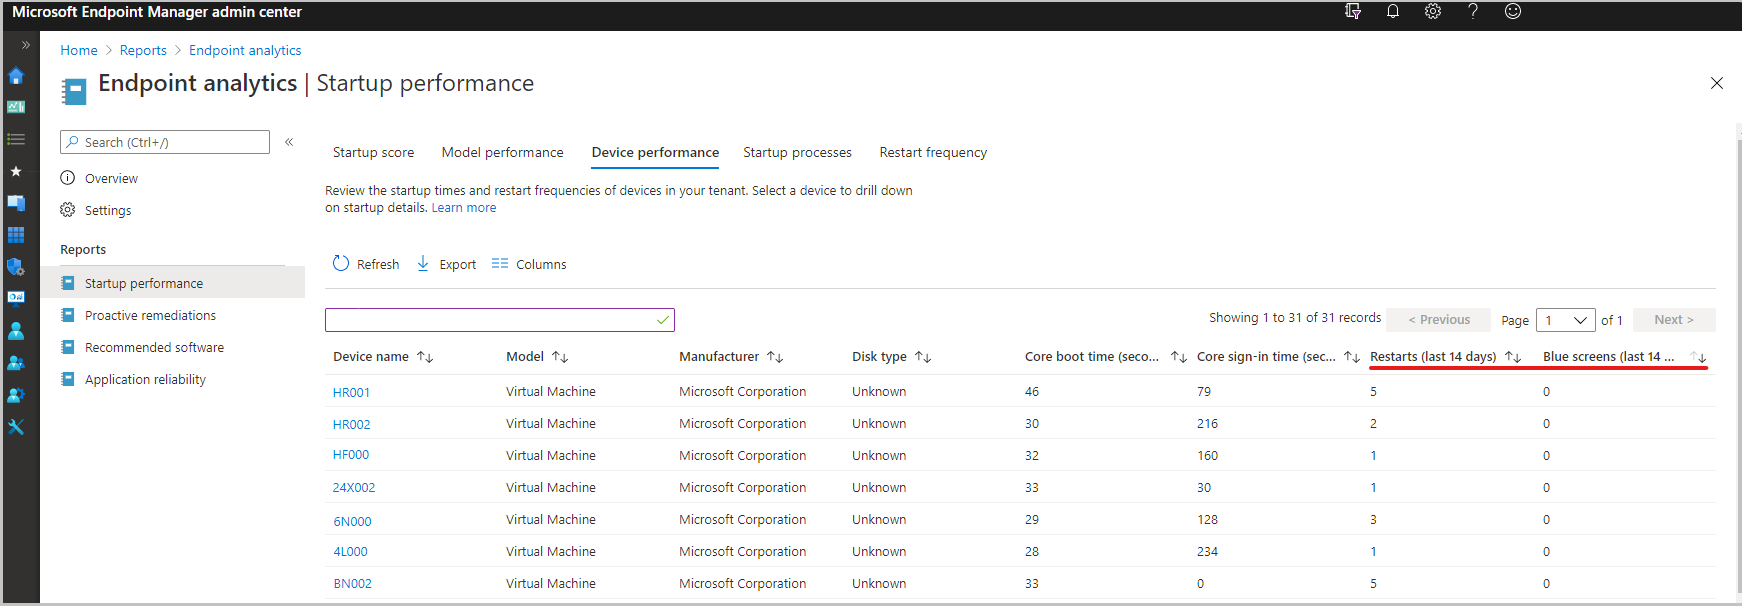 Microsoft Endpoint Manager admin center
Home > Reports > Endpoint analytics
Endpoint analytics | Startup performance
Search (Ctrl+/)
Overview
Settings
Reports
Startup performance
Proactive remediations
Recommended software
Application reliability
Startup score Model performance Device performance Startup processes Restart frequency
Review the startup times and restart frequencies of devices in your tenant. Select a device to drill down
on startup details. Learn more
Refresh Export Columns
Showing 1 to 31 of 31 records < Previous Page 1 of 1 Next >
Device name Model Manufacturer Disk type Core boot time (seco... Core sign-in time (sec... Restarts (last 14 days) Blue screens (last 14 ...
HR001 Virtual Machine Microsoft Corporation Unknown 46 79 5 0
HR002 Virtual Machine Microsoft Corporation Unknown 30 216 2 0
HF000 Virtual Machine Microsoft Corporation Unknown 32 160 1 0
24X002 Virtual Machine Microsoft Corporation Unknown 33 30 1 0
6N000 Virtual Machine Microsoft Corporation Unknown 29 128 3 0
4L000 Virtual Machine Microsoft Corporation Unknown 28 234 1 0
BN002 Virtual Machine Microsoft Corporation Unknown 33 0 5 0